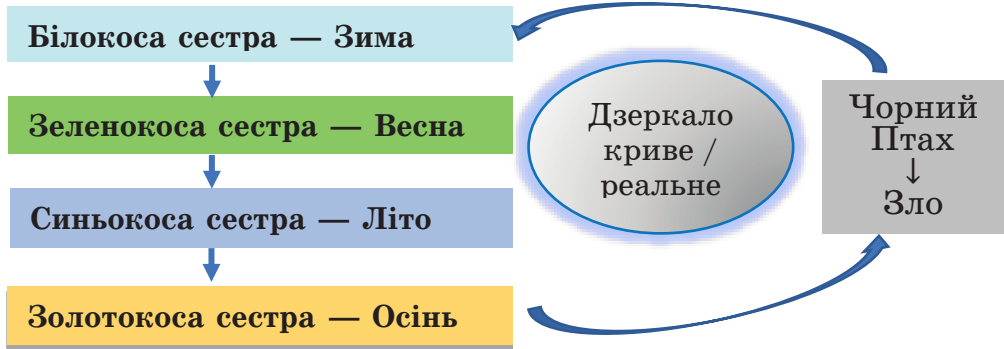 Білокоса сестра — Зима
Зеленокоса сестра — Весна
Синьокоса сестра — Літо
Золотокоса сестра — Осінь
Дзеркало
криве /
реальне
Чорний
Птах
↓
Зло